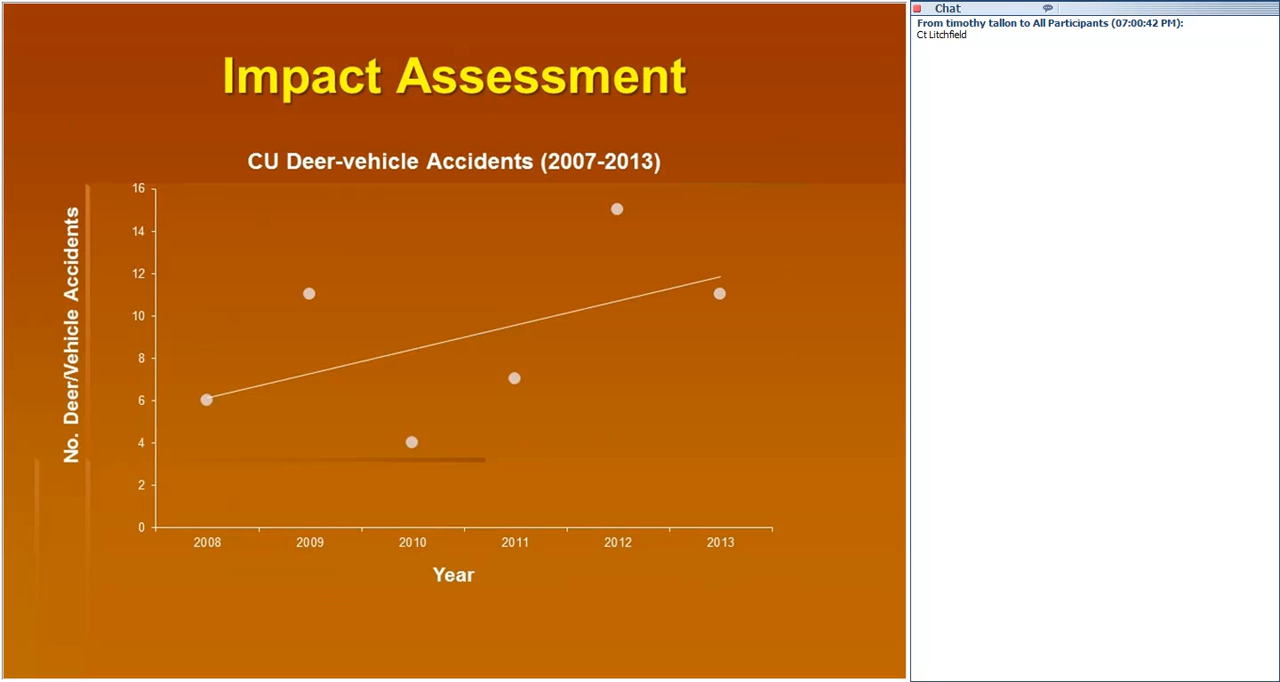 Impact Assessment
CU Deer-vehicle Accidents (2007-2013)
No. Deer/Vehicle Accidents
16
14
12
10
8
6
4
2
0
2008 2009 2010 2011 2012 2013
Year
Chat
From timothy tallon to All Participants (07:00:42 PM):
Ct Litchfield